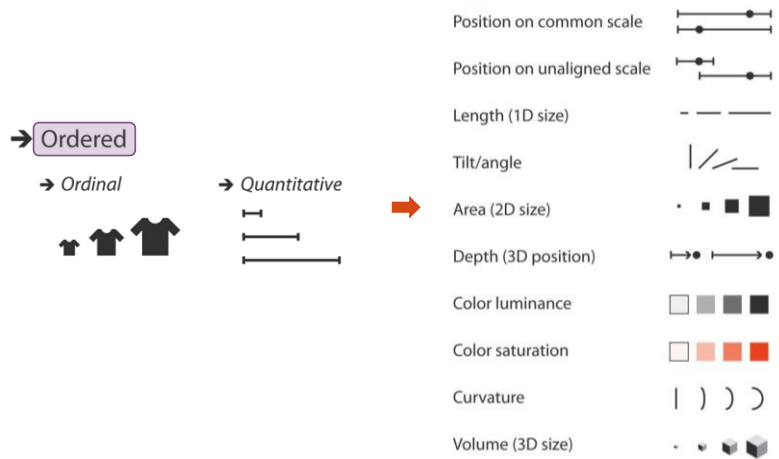 Ordered
Ordinal
Quantitative
Position on common scale
Position on unaligned scale
Length (1D size)
Tilt/angle
Area (2D size)
Depth (3D position)
Color luminance
Color saturation
Curvature
Volume (3D size)